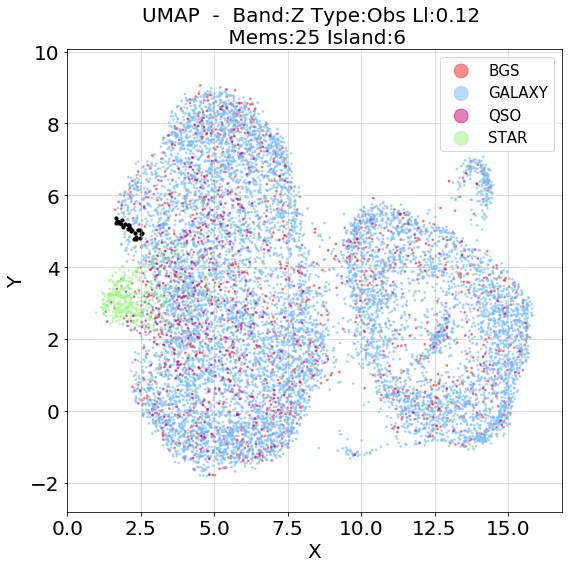 UMAP - Band:Z Type:Obs Ll:0.12
Mems:25 Island:6
BGS
GALAXY
QSO
STAR
10
8
6
4
2
0
−2
Y
0.0 2.5 5.0 7.5 10.0 12.5 15.0
X